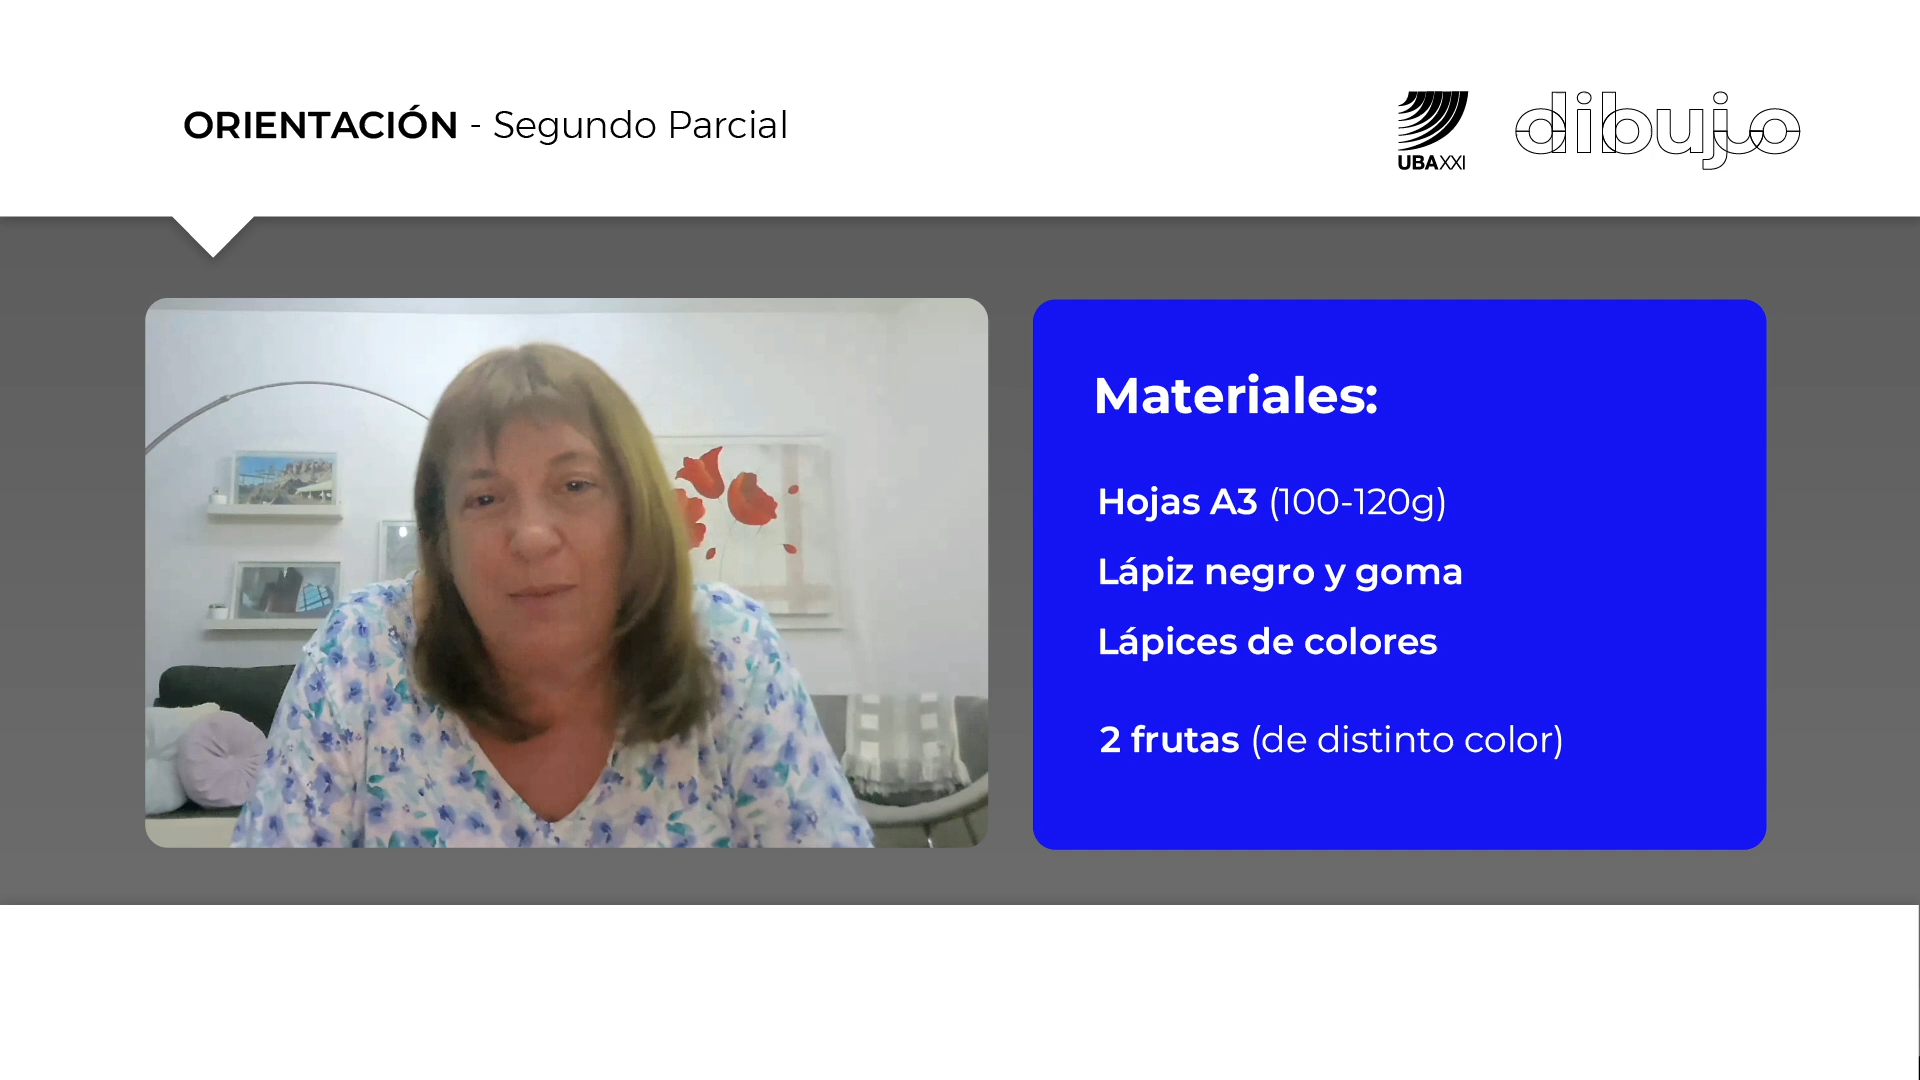 ORIENTACIÓN - Segundo Parcial
UBAXXI
dibujo
Materiales:
Hojas A3 (100-120g)
Lápiz negro y goma
Lápices de colores
2 frutas (de distinto color)